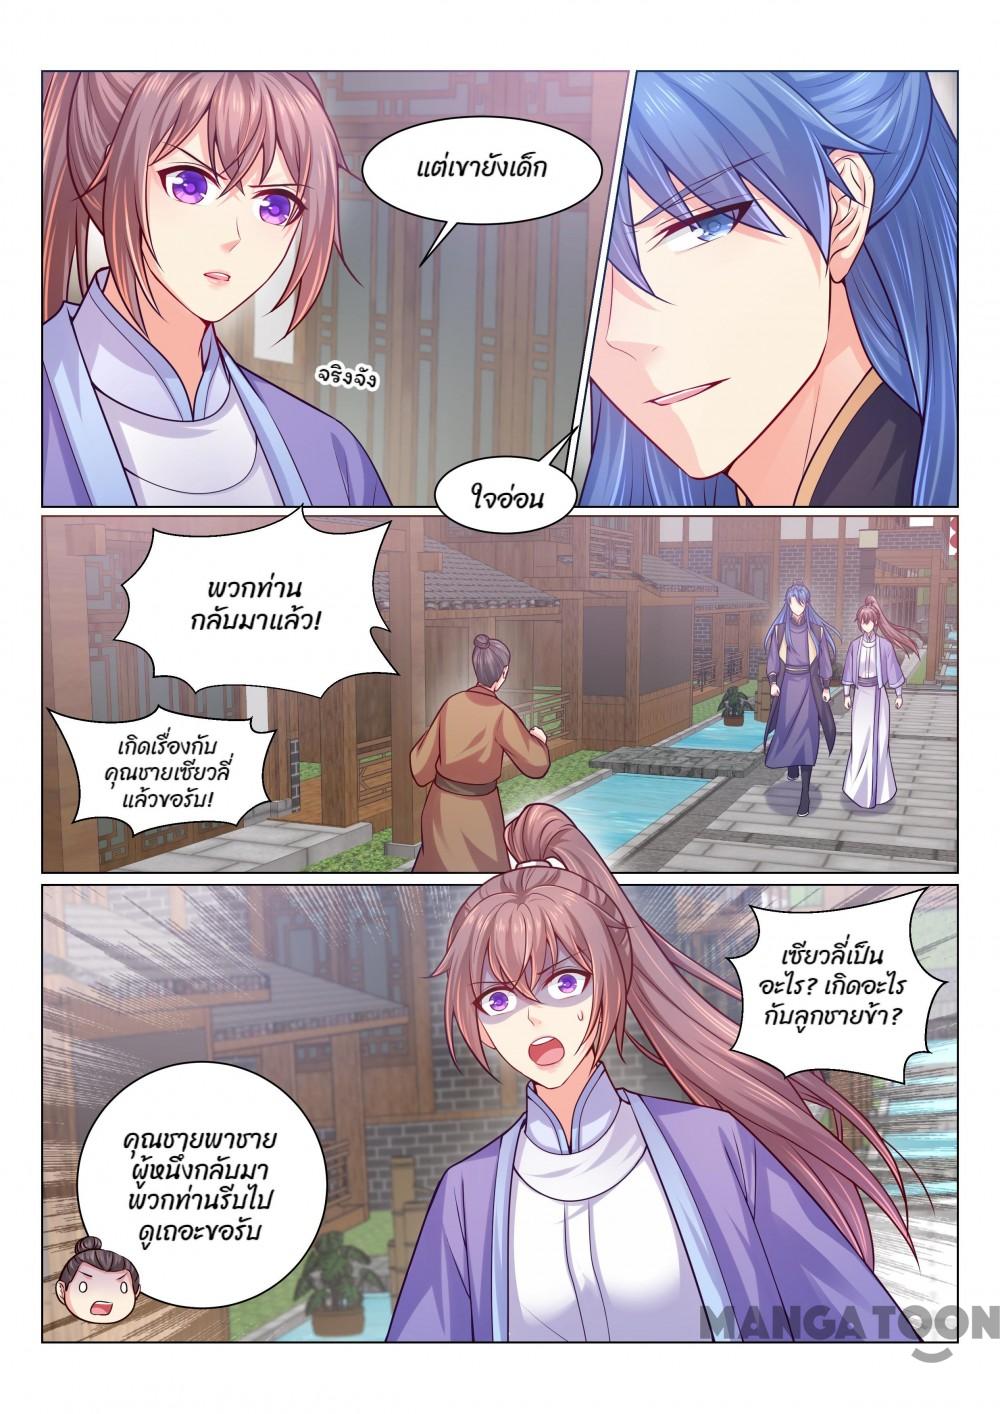 แต่เขายังเด็ก
จริงจัง
ใจอ่อน
พวกท่าน
กลับมาแล้ว!
เกิดเรื่องกับ
คุณชายเซียวลี่
แล้วขอรับ!
เซียวลี่เป็น
อะไร? เกิดอะไร
กับลูกชายข้า?
คุณชายพาชาย
ผู้หนึ่งกลับมา
พวกท่านรีบไป
ดูเถอะขอรับ
MANGATOON